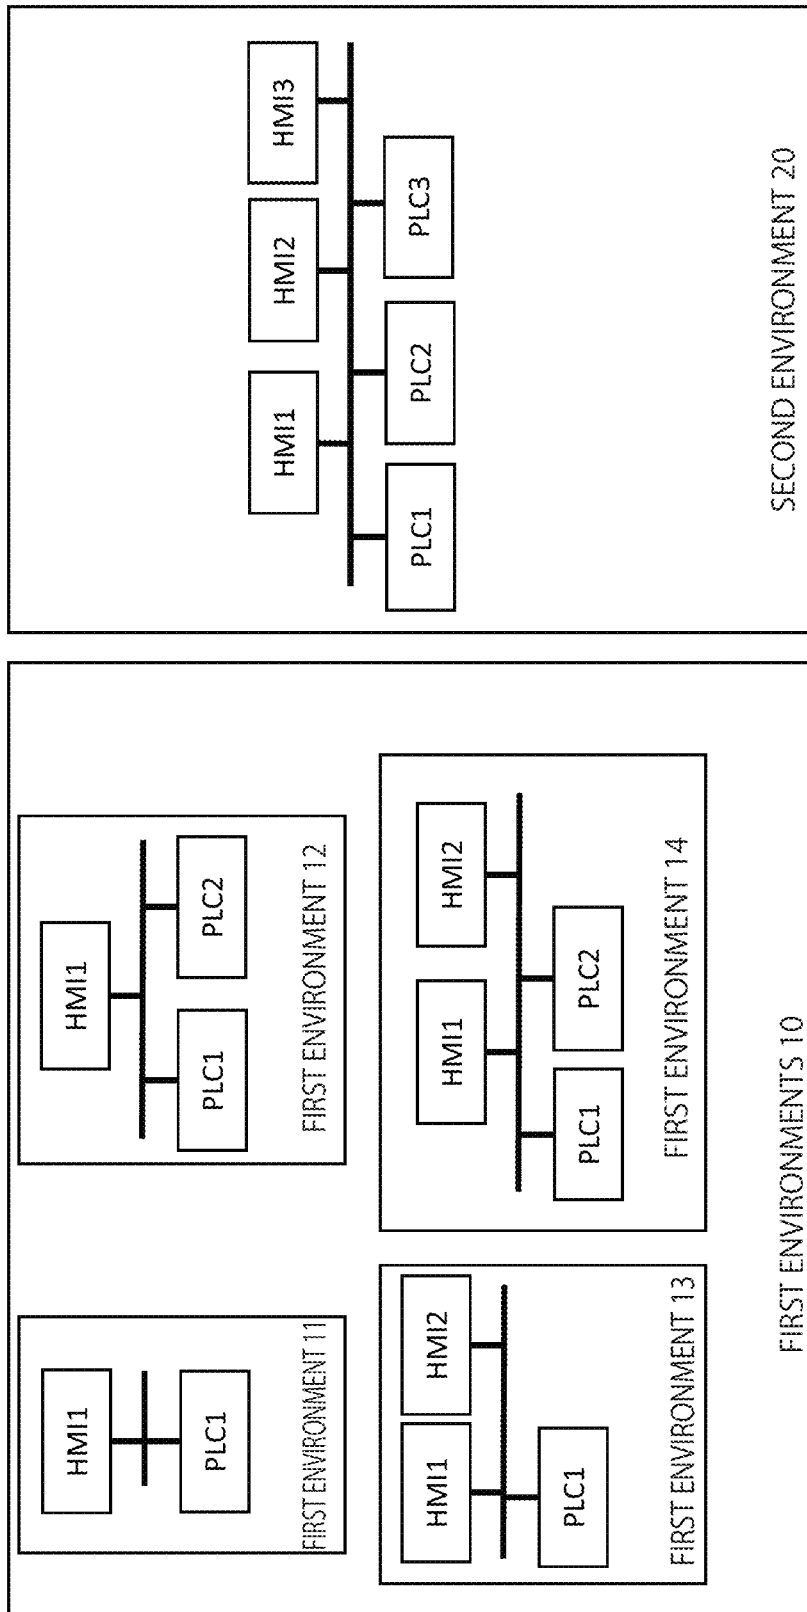 HMI1
PLC1
FIRST ENVIRONMENT 11
HMI1
PLC1
PLC2
FIRST ENVIRONMENT 12
HMI1
HMI2
PLC1
FIRST ENVIRONMENT 13
HMI1
HMI2
PLC1
PLC2
FIRST ENVIRONMENT 14
FIRST ENVIRONMENTS 10
HMI1
HMI2
HMI3
PLC1
PLC2
PLC3
SECOND ENVIRONMENT 20